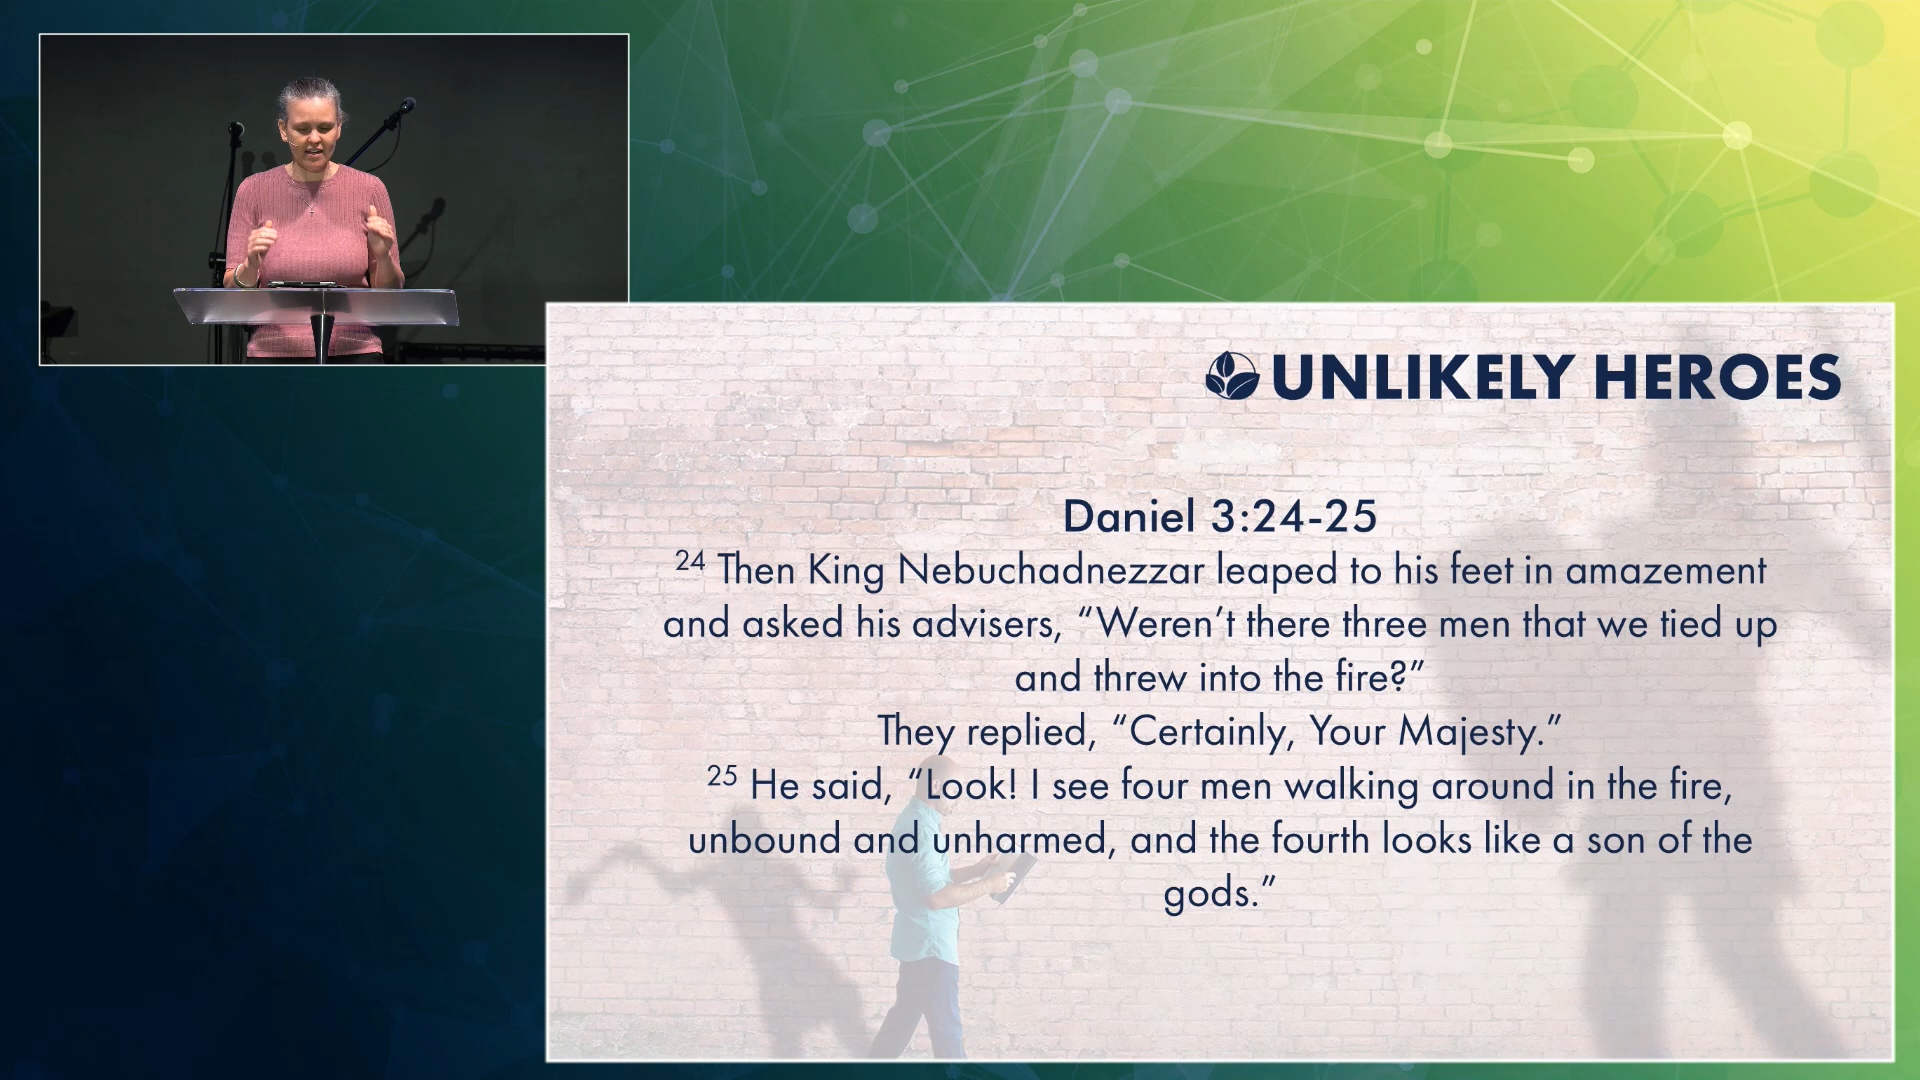 UNLIKELY HEROES
Daniel 3:24-25
24 Then King Nebuchadnezzar leaped to his feet in amazement
and asked his advisers, “Weren’t there three men that we tied up
and threw into the fire?”
They replied, “Certainly, Your Majesty.”
25 He said, “Look! I see four men walking around in the fire,
unbound and unharmed, and the fourth looks like a son of the
gods.”